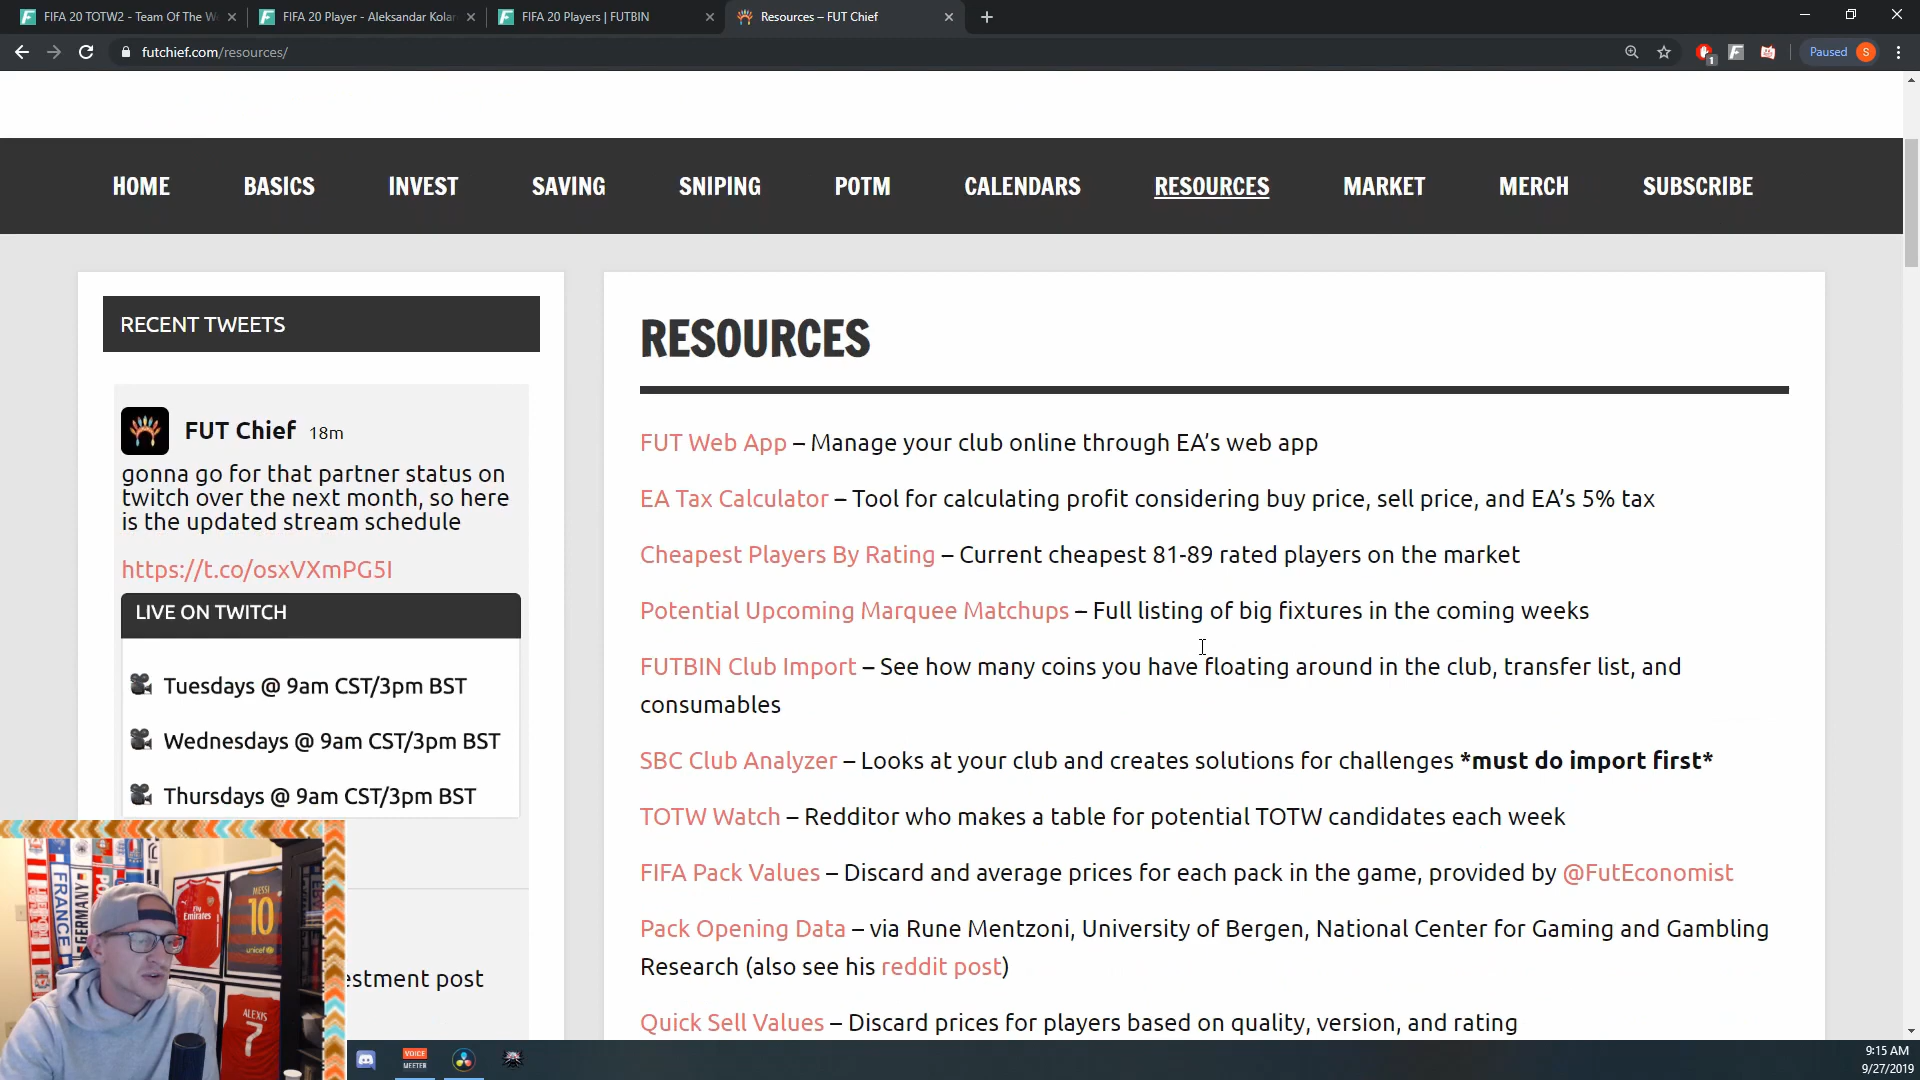 FIFA 20 TOTW2 - Team Of The W
FIFA 20 Player - Aleksandar Kolar
FIFA 20 Players | FUTBIN
Resources – FUT Chief
futchief.com/resources/
1
Paused
S
HOME
BASICS
INVEST
SAVING
SNIPING
POTM
CALENDARS
RESOURCES
MARKET
MERCH
SUBSCRIBE
RECENT TWEETS
FUT Chief 18m
gonna go for that partner status on
twitch over the next month, so here
is the updated stream schedule
https://t.co/osxVXmPG5I
LIVE ON TWITCH
Tuesdays @ 9am CST/3pm BST
Wednesdays @ 9am CST/3pm BST
Thursdays @ 9am CST/3pm BST
estment post
RESOURCES
FUT Web App – Manage your club online through EA’s web app
EA Tax Calculator – Tool for calculating profit considering buy price, sell price, and EA’s 5% tax
Cheapest Players By Rating – Current cheapest 81-89 rated players on the market
Potential Upcoming Marquee Matchups – Full listing of big fixtures in the coming weeks
FUTBIN Club Import – See how many coins you have floating around in the club, transfer list, and
consumables
SBC Club Analyzer – Looks at your club and creates solutions for challenges *must do import first*
TOTW Watch – Redditor who makes a table for potential TOTW candidates each week
FIFA Pack Values – Discard and average prices for each pack in the game, provided by @FutEconomist
Pack Opening Data – via Rune Mentzoni, University of Bergen, National Center for Gaming and Gambling
Research (also see his reddit post)
Quick Sell Values – Discard prices for players based on quality, version, and rating
FRANCE
GERMANY
Fly Emirates
MESSI
10
unicef
ALEXIS
7
VOICE
MEETER
9:15 AM
9/27/2019